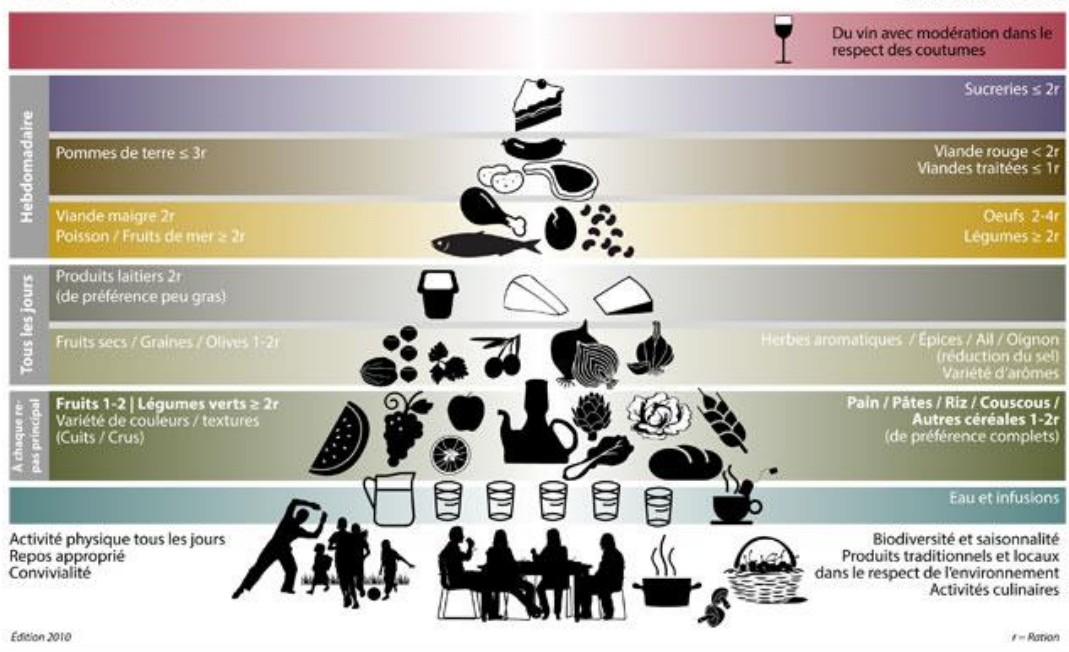 Du vin avec modération dans le
respect des coutumes
Hebdomadaire
Sucreries ≤ 2r
Pommes de terre ≤ 3r
Viande rouge < 2r
Viandes traitées ≤ 1r
Viande maigre 2r
Poisson / Fruits de mer ≥ 2r
Oeufs 2-4r
Légumes ≥ 2r
Tous les jours
Produits laitiers 2r
(de préférence peu gras)
Fruits secs / Graines / Olives 1-2r
Herbes aromatiques / Épices / Ail / Oignon
(réduction du sel)
Variété d'arômes
À chaque re-
pas principal
Fruits 1-2 | Légumes verts ≥ 2r
Variété de couleurs / textures
(Cuits / Crus)
Pain / Pâtes / Riz / Couscous /
Autres céréales 1-2r
(de préférence complets)
Eau et infusions
Activité physique tous les jours
Repos approprié
Convivialité
Biodiversité et saisonnalité
Produits traditionnels et locaux
dans le respect de l'environnement
Activités culinaires
Édition 2010
r = Ration